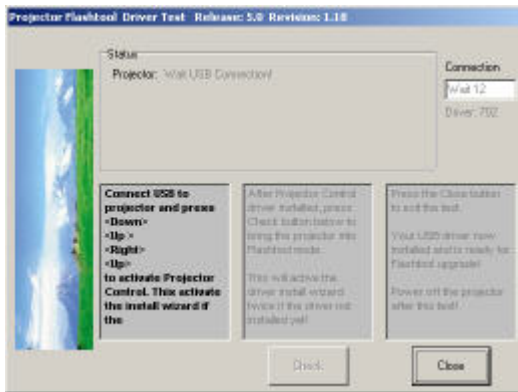 Projector Flashtool Driver Test Release: 5.0 Revision: 1.18
Status
Projector: Wait USB Connection!
Connection
Wait 12
Driver: 702
Connect USB to
projector and press
<Down>
<Up >
<Right>
<Up>
to activate Projector
Control. This activate
the install wizard if
the
After Projector Control
driver installed, press
Check button below to
bring the projector into
Flashtool mode.
This will active the
driver install wizard
twice if the driver not
installed yet!
Press the Close button
to exit this test.
Your USB driver now
installed and is ready for
Flashtool upgrade!
Power off the projector
after this test!
Check
Close